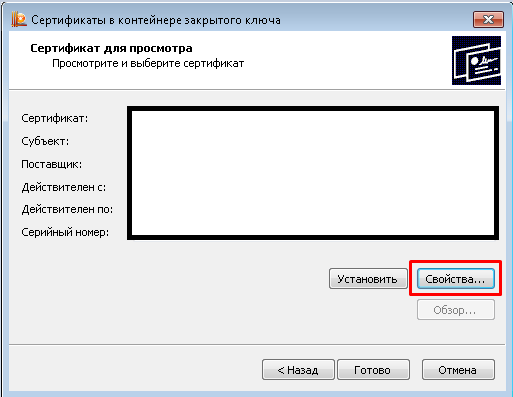 Сертификаты в контейнере закрытого ключа
Сертификат для просмотра
Просмотрите и выберите сертификат
Сертификат:
Субъект:
Поставщик:
Действителен с:
Действителен по:
Серийный номер:
Установить
Свойства...
Обзор...
< Назад
Готово
Отмена